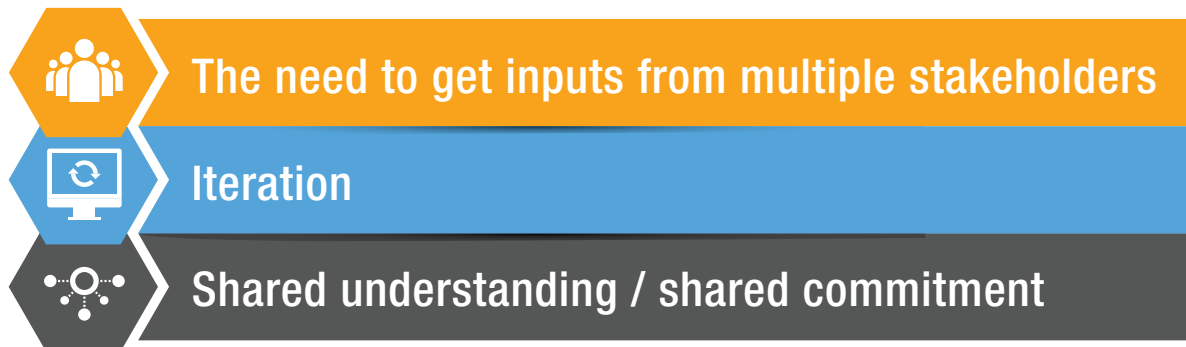 The need to get inputs from multiple stakeholders
Iteration
Shared understanding / shared commitment